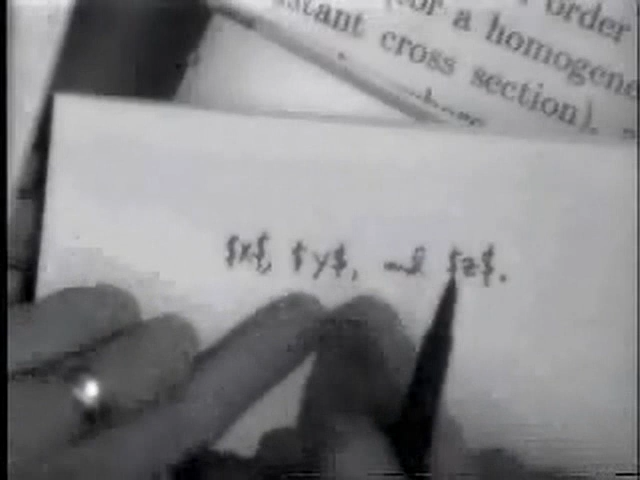 order
stant
for a homogene
cross section).
$x$, $y$, and $z$.